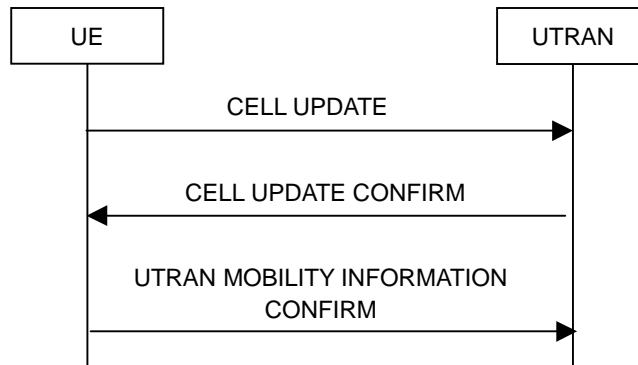 UE
UTRAN
CELL UPDATE
CELL UPDATE CONFIRM
UTRAN MOBILITY INFORMATION
CONFIRM